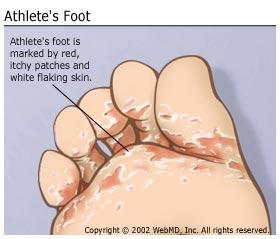 Athlete's Foot
Athlete's foot is
marked by red,
itchy patches and
white flaking skin.
Copyright © 2002 WebMD, Inc. All rights reserved.